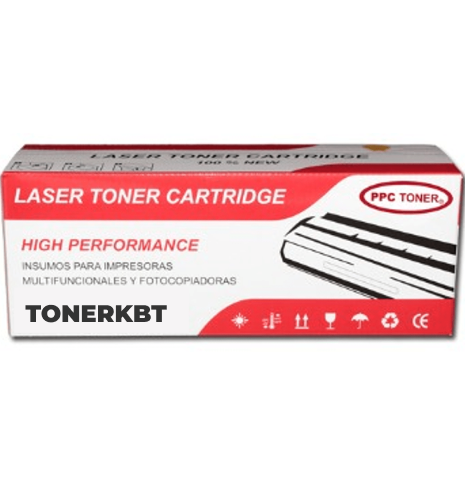 LASER TONER CARTRIDGE
100 % NEW
LASER TONER CARTRIDGE
PPC TONER®
HIGH PERFORMANCE
INSUMOS PARA IMPRESORAS
MULTIFUNCIONALES Y FOTOCOPIADORAS
TONERKBT
CE